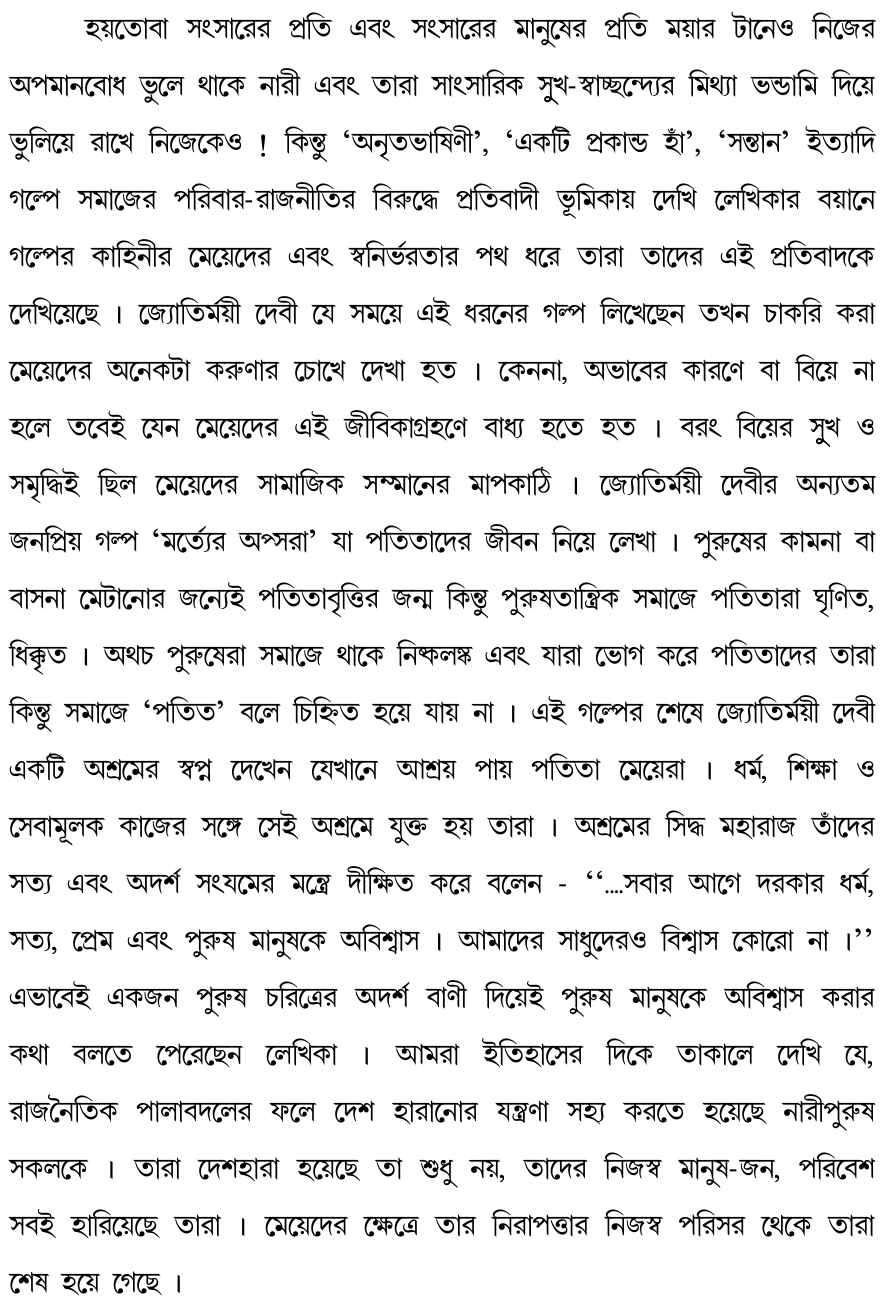 হয়তোবা সংসারের প্রতি এবং সংসারের মানুষের প্রতি ময়ার টানেও নিজের
অপমানবোধ ভুলে থাকে নারী এবং তারা সাংসারিক সুখ-স্বাচ্ছন্দ্যের মিথ্যা ভন্ডামি দিয়ে
ভুলিয়ে রাখে নিজেকেও ! কিন্তু ‘অনৃতভাষিণী’, ‘একটি প্রকান্ড হাঁ’, ‘সন্তান’ ইত্যাদি
গল্পে সমাজের পরিবার-রাজনীতির বিরুদ্ধে প্রতিবাদী ভূমিকায় দেখি লেখিকার বয়ানে
গল্পের কাহিনীর মেয়েদের এবং স্বনির্ভরতার পথ ধরে তারা তাদের এই প্রতিবাদকে
দেখিয়েছে । জ্যোতির্ময়ী দেবী যে সময়ে এই ধরনের গল্প লিখেছেন তখন চাকরি করা
মেয়েদের অনেকটা করুণার চোখে দেখা হত । কেননা, অভাবের কারণে বা বিয়ে না
হলে তবেই যেন মেয়েদের এই জীবিকাগ্রহণে বাধ্য হতে হত । বরং বিয়ের সুখ ও
সমৃদ্ধিই ছিল মেয়েদের সামাজিক সম্মানের মাপকাঠি । জ্যোতির্ময়ী দেবীর অন্যতম
জনপ্রিয় গল্প ‘মর্ত্যের অপ্সরা’ যা পতিতাদের জীবন নিয়ে লেখা । পুরুষের কামনা বা
বাসনা মেটানোর জন্যেই পতিতাবৃত্তির জন্ম কিন্তু পুরুষতান্ত্রিক সমাজে পতিতারা ঘৃণিত,
ধিক্কৃত । অথচ পুরুষেরা সমাজে থাকে নিষ্কলঙ্ক এবং যারা ভোগ করে পতিতাদের তারা
কিন্তু সমাজে ‘পতিত’ বলে চিহ্নিত হয়ে যায় না । এই গল্পের শেষে জ্যোতির্ময়ী দেবী
একটি অশ্রমের স্বপ্ন দেখেন যেখানে আশ্রয় পায় পতিতা মেয়েরা । ধর্ম, শিক্ষা ও
সেবামূলক কাজের সঙ্গে সেই অশ্রমে যুক্ত হয় তারা । অশ্রমের সিদ্ধ মহারাজ তাঁদের
সত্য এবং অদর্শ সংযমের মন্ত্রে দীক্ষিত করে বলেন - ‘‘....সবার আগে দরকার ধর্ম,
সত্য, প্রেম এবং পুরুষ মানুষকে অবিশ্বাস । আমাদের সাধুদেরও বিশ্বাস কোরো না ।’’
এভাবেই একজন পুরুষ চরিত্রের অদর্শ বাণী দিয়েই পুরুষ মানুষকে অবিশ্বাস করার
কথা বলতে পেরেছেন লেখিকা । আমরা ইতিহাসের দিকে তাকালে দেখি যে,
রাজনৈতিক পালাবদলের ফলে দেশ হারানোর যন্ত্রণা সহ্য করতে হয়েছে নারীপুরুষ
সকলকে । তারা দেশহারা হয়েছে তা শুধু নয়, তাদের নিজস্ব মানুষ-জন, পরিবেশ
সবই হারিয়েছে তারা । মেয়েদের ক্ষেত্রে তার নিরাপত্তার নিজস্ব পরিসর থেকে তারা
শেষ হয়ে গেছে ।